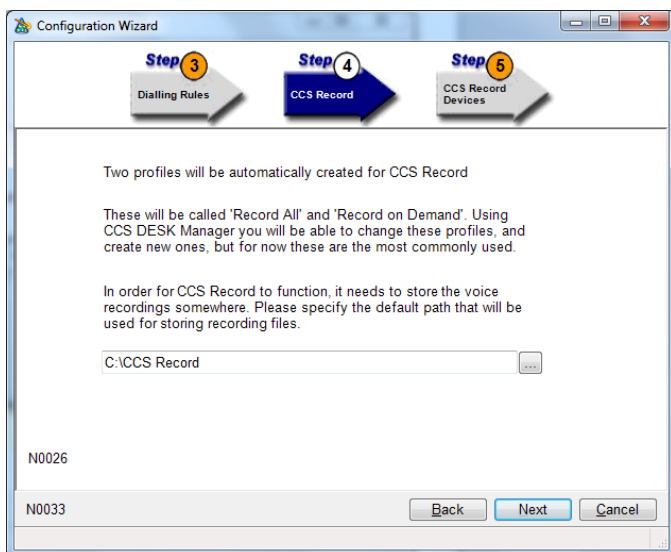 Configuration Wizard
Step 3
Dialling Rules
Step 4
CCS Record
Step 5
CCS Record
Devices
Two profiles will be automatically created for CCS Record
These will be called 'Record All' and 'Record on Demand'. Using
CCS DESK Manager you will be able to change these profiles, and
create new ones, but for now these are the most commonly used.
In order for CCS Record to function, it needs to store the voice
recordings somewhere. Please specify the default path that will be
used for storing recording files.
C:\CCS Record
...
N0026
N0033
Back
Next
Cancel